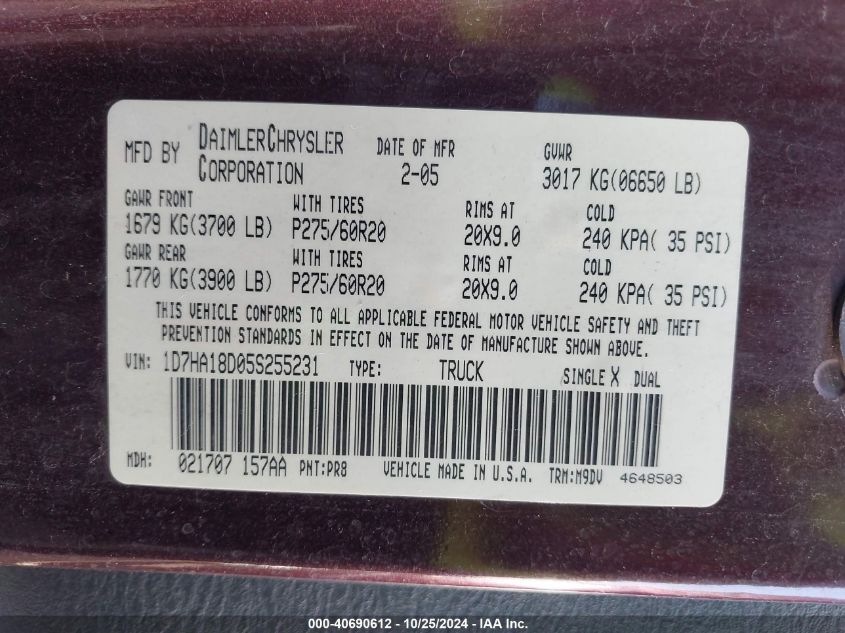 MFD BY DAIMLERCHRYSLER CORPORATION DATE OF MFR 2-05 GVWR 3017 KG(06650 LB)
GAWR FRONT WITH TIRES RIMS AT COLD
1679 KG(3700 LB) P275/60R20 20X9.0 240 KPA( 35 PSI)
GAWR REAR WITH TIRES RIMS AT COLD
1770 KG(3900 LB) P275/60R20 20X9.0 240 KPA( 35 PSI)
THIS VEHICLE CONFORMS TO ALL APPLICABLE FEDERAL MOTOR VEHICLE SAFETY AND THEFT
PREVENTION STANDARDS IN EFFECT ON THE DATE OF MANUFACTURE SHOWN ABOVE.
VIN: 1D7HA18D05S255231 TYPE: TRUCK SINGLE X DUAL
MDH: 021707 157AA PNT:PR8 VEHICLE MADE IN U.S.A. TRM:M9DV 4648503
000-40690612 - 10/25/2024 - IAA Inc.